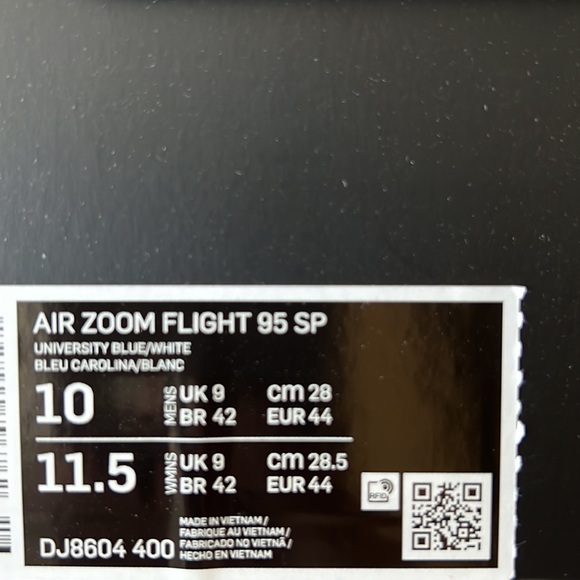 AIR ZOOM FLIGHT 95 SP
UNIVERSITY BLUE/WHITE
BLEU CAROLINA/BLANC
10 MENS UK 9 cm 28
BR 42 EUR 44
11.5 WMNS UK 9 cm 28.5
BR 42 EUR 44
RFID
DJ8604 400
MADE IN VIETNAM /
FABRIQUE AU VIETNAM /
FABRICADO NO VIETNÃ /
HECHO EN VIETNAM